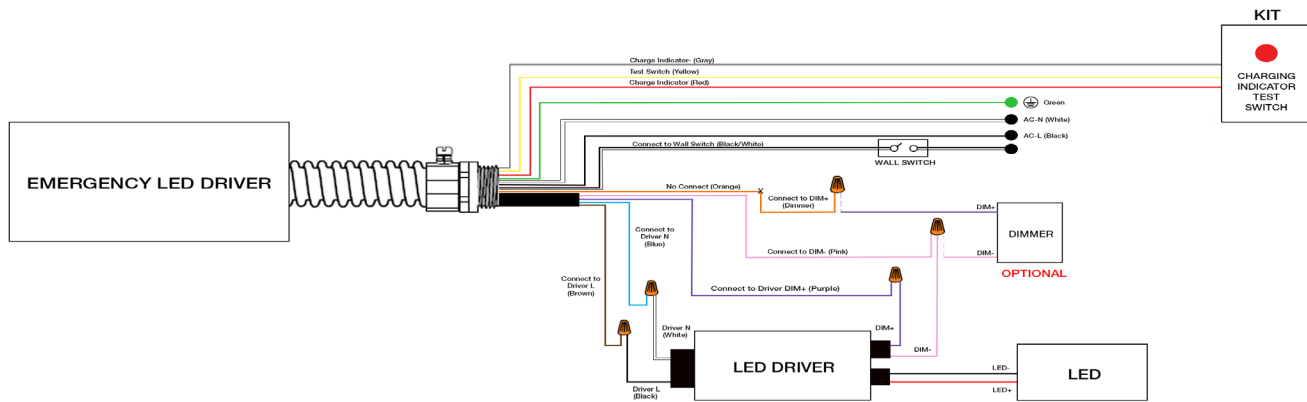 KIT
CHARGING
INDICATOR
TEST
SWITCH
Charge Indicator- (Gray)
Test Switch (Yellow)
Charge Indicator (Red)
Green
AC-N (White)
AC-L (Black)
Connect to Wall Switch (Black/White)
WALL SWITCH
EMERGENCY LED DRIVER
No Connect (Orange)
x
Connect to DIM+
(Dimmer)
DIM+
DIMMER
DIM-
OPTIONAL
Connect to
Driver N
(Blue)
Connect to DIM- (Pink)
Connect to
Driver L
(Brown)
Connect to Driver DIM+ (Purple)
Driver N
(White)
DIM+
DIM-
LED DRIVER
Driver L
(Black)
LED-
LED+
LED